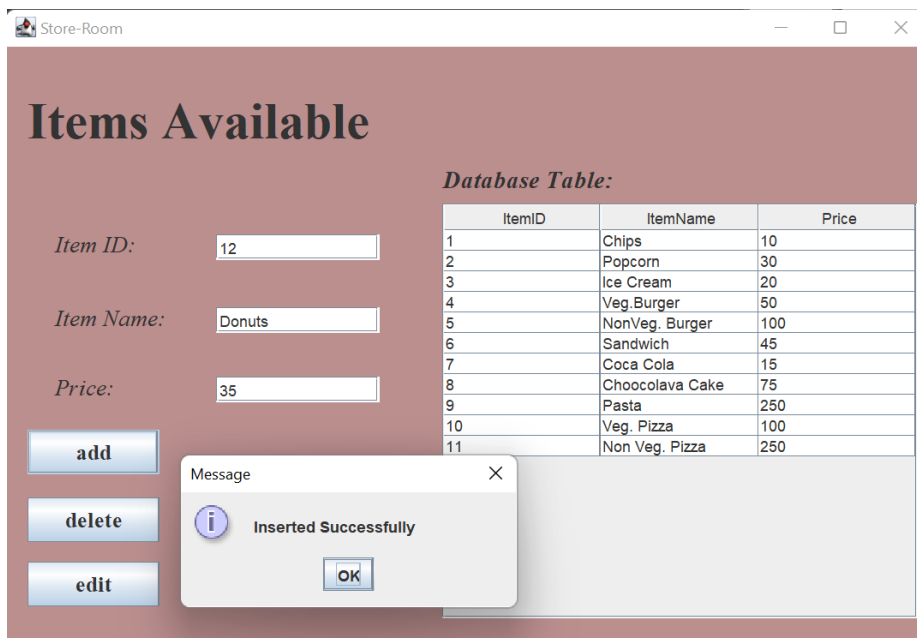 Store-Room
Items Available
Database Table:
ItemID ItemName Price
1 Chips 10
2 Popcorn 30
3 Ice Cream 20
4 Veg.Burger 50
5 NonVeg. Burger 100
6 Sandwich 45
7 Coca Cola 15
8 Choocolava Cake 75
9 Pasta 250
10 Veg. Pizza 100
11 Non Veg. Pizza 250
Item ID: 12
Item Name: Donuts
Price: 35
add
delete
edit
Message
Inserted Successfully
OK